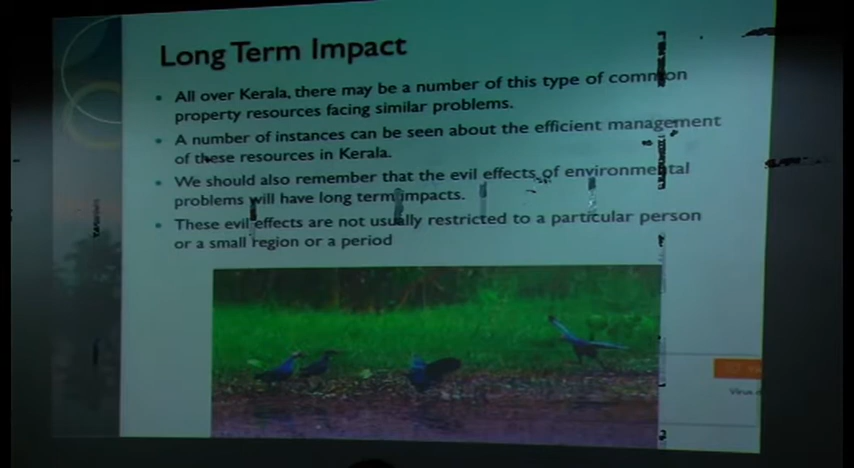 Long Term Impact
• All over Kerala, there may be a number of this type of common
property resources facing similar problems.
• A number of instances can be seen about the efficient management
of these resources in Kerala.
• We should also remember that the evil effects of environmental
problems will have long term impacts.
• These evil effects are not usually restricted to a particular person
or a small region or a period
Virus